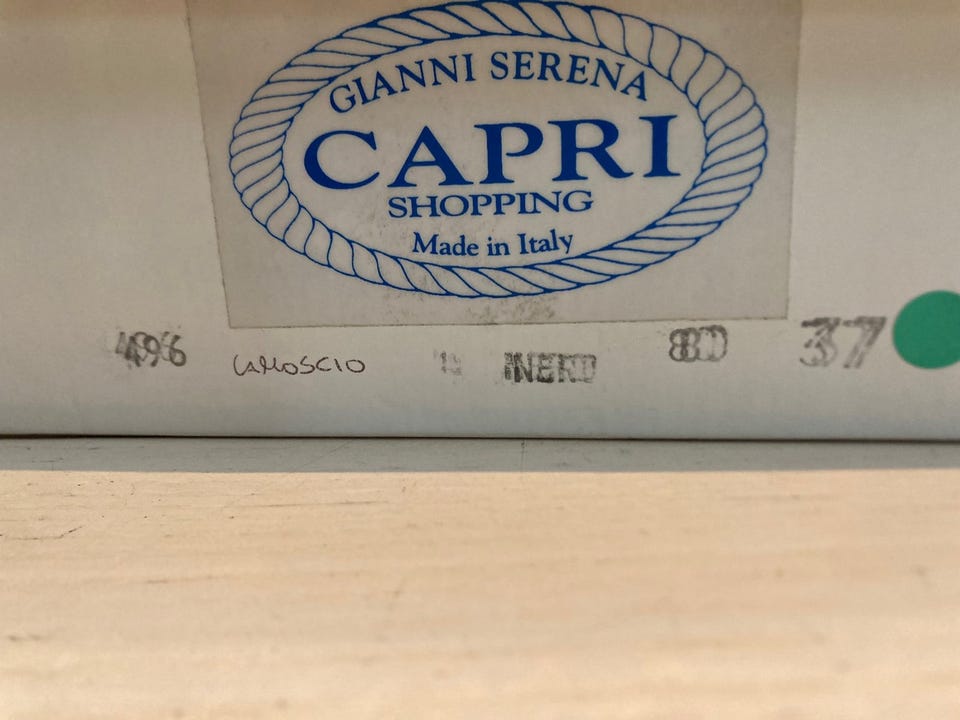 GIANNI SERENA
CAPRI
SHOPPING
Made in Italy
496 CAMOSCIO NERO 80 37